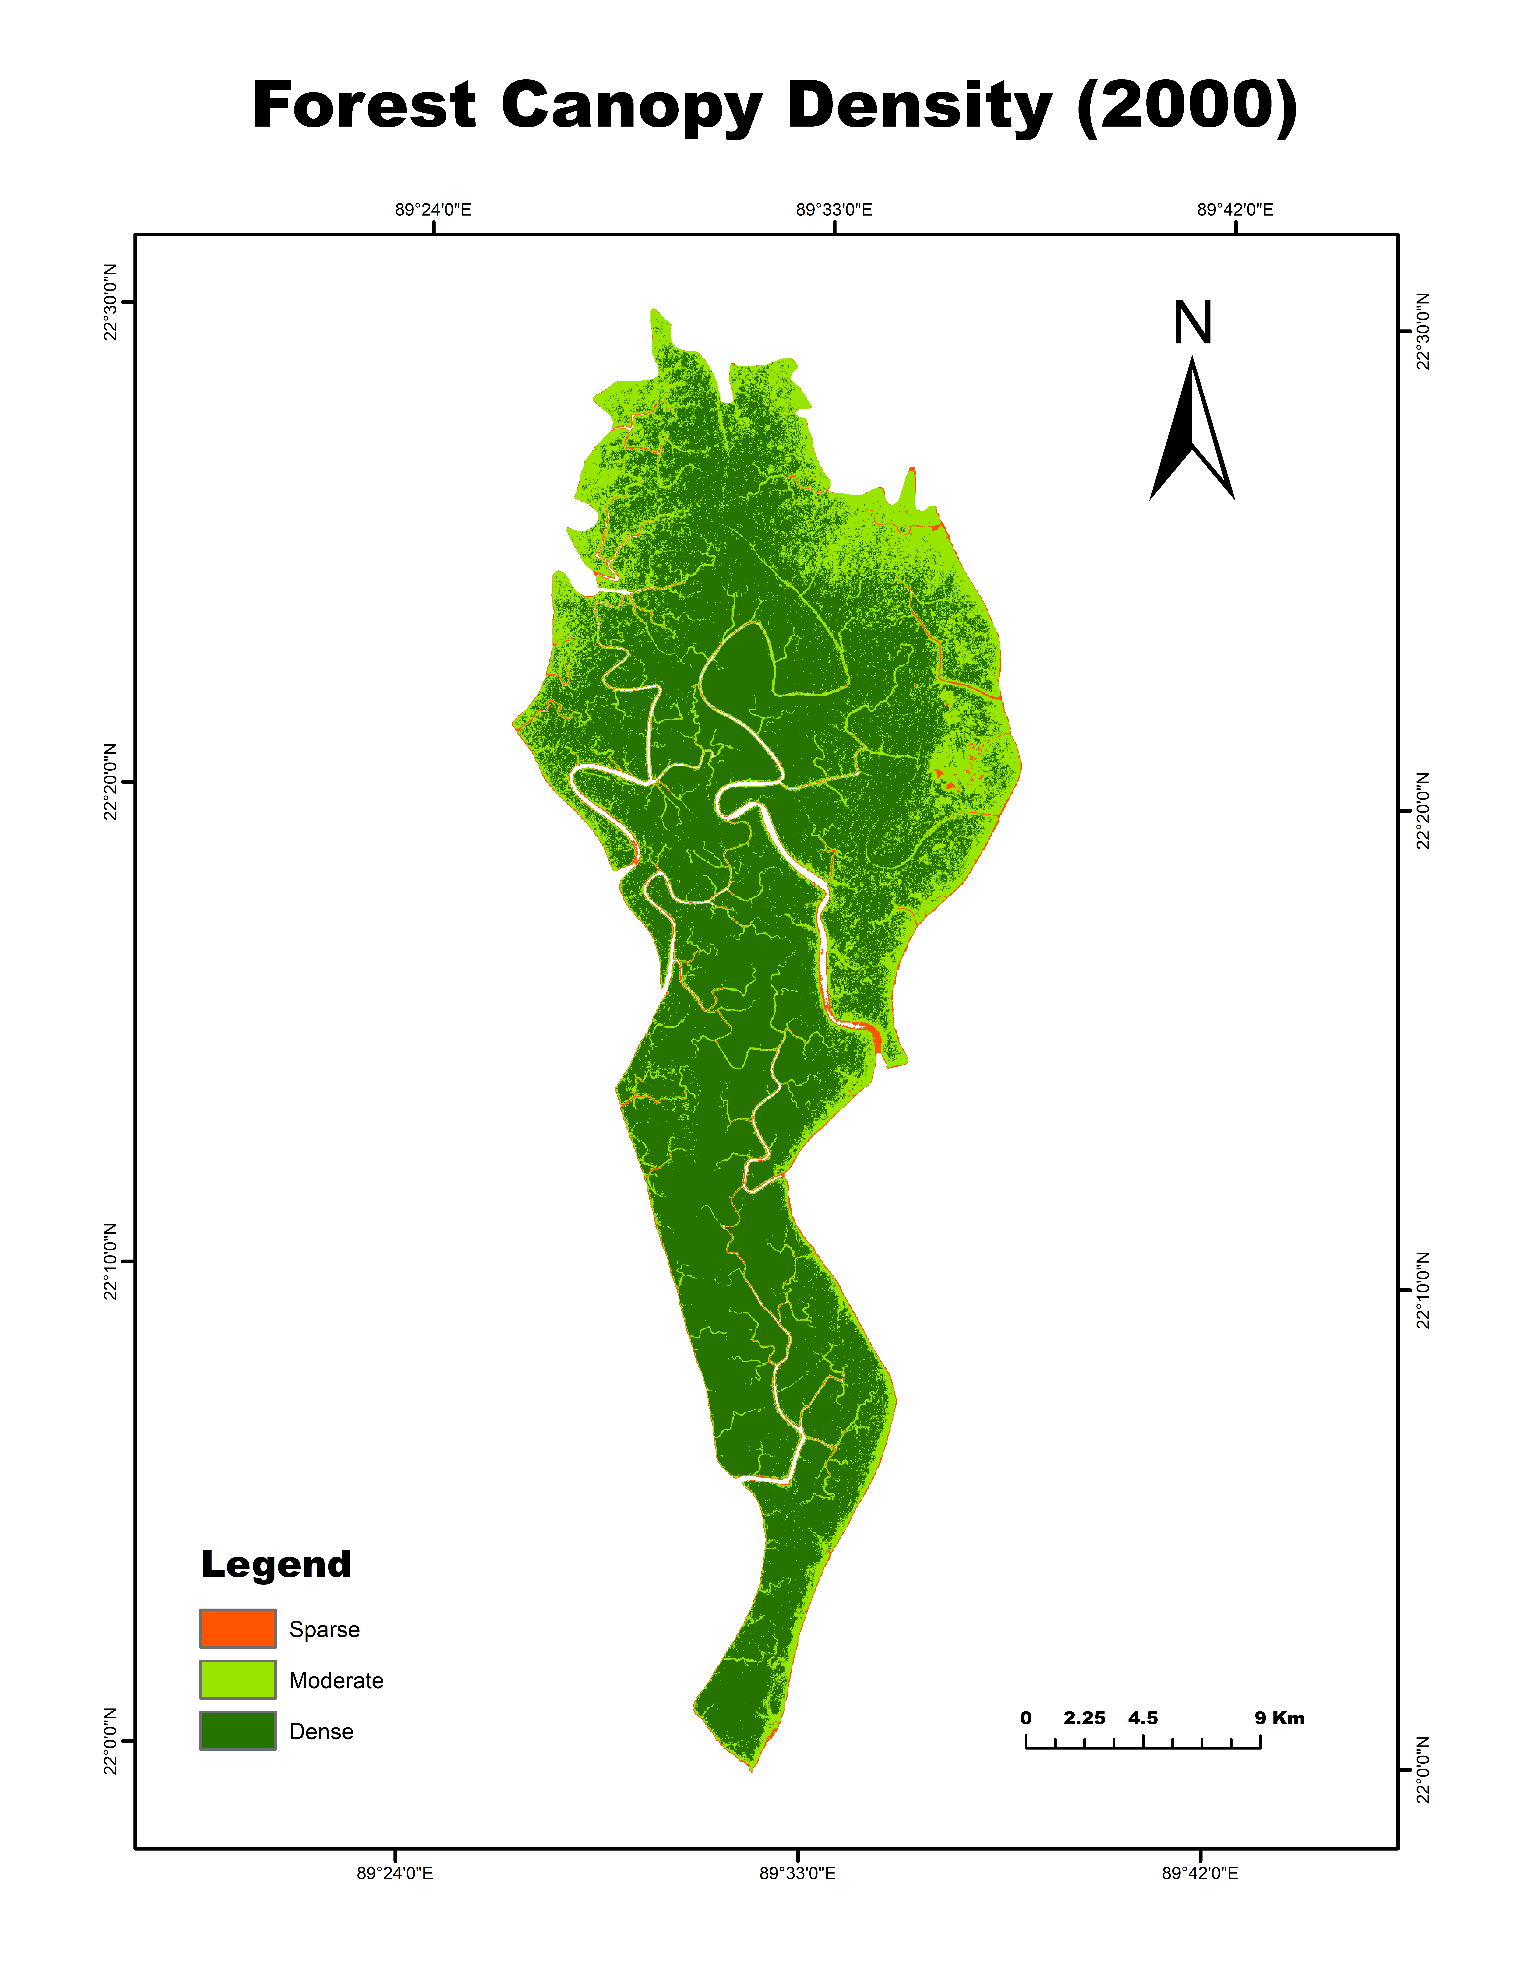 Forest Canopy Density (2000)
89°24'0"E 89°33'0"E 89°42'0"E
22°30'0"N
22°20'0"N
22°10'0"N
22°0'0"N
N
22°30'0"N
22°20'0"N
22°10'0"N
22°0'0"N
Legend
Sparse
Moderate
Dense
0 2.25 4.5 9 Km
89°24'0"E 89°33'0"E 89°42'0"E